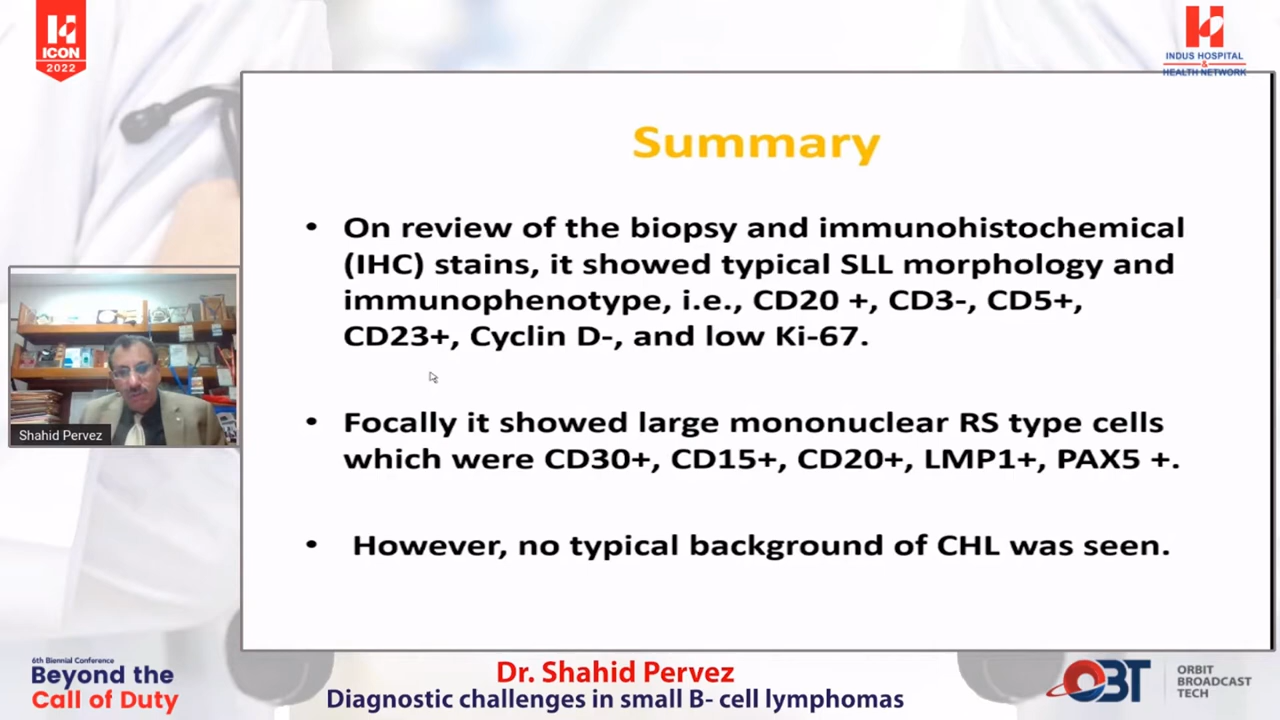 ICON
2022
INDUS HOSPITAL
&
HEALTH NETWORK
Summary
• On review of the biopsy and immunohistochemical
(IHC) stains, it showed typical SLL morphology and
immunophenotype, i.e., CD20 +, CD3-, CD5+,
CD23+, Cyclin D-, and low Ki-67.
• Focally it showed large mononuclear RS type cells
which were CD30+, CD15+, CD20+, LMP1+, PAX5 +.
• However, no typical background of CHL was seen.
Shahid Pervez
6th Biennial Conference
Beyond the
Call of Duty
Dr. Shahid Pervez
Diagnostic challenges in small B- cell lymphomas
OBT
ORBIT
BROADCAST
TECH